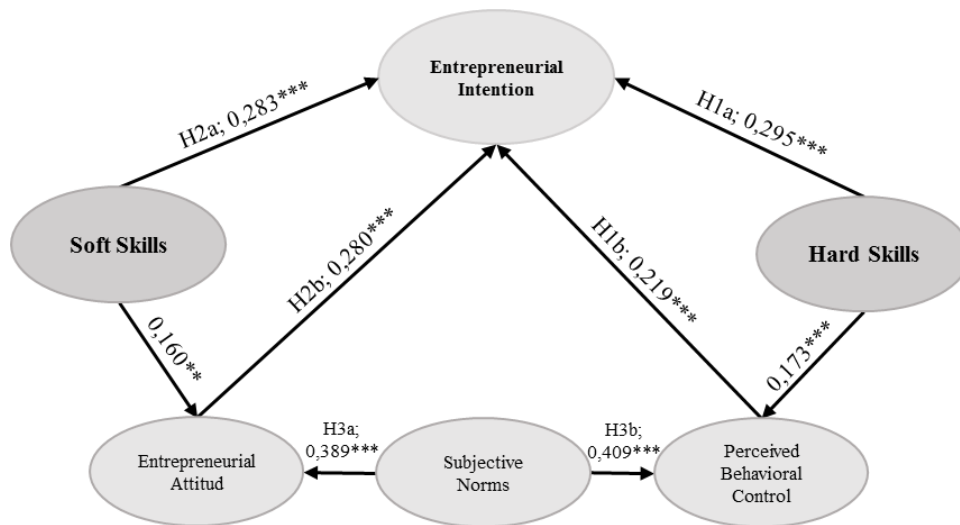 Entrepreneurial
Intention
H2a; 0,283***
H1a; 0,295***
Soft Skills
Hard Skills
H2b; 0,280***
H1b; 0,219***
0,160**
0,173***
H3a;
0,389***
H3b;
0,409***
Entrepreneurial
Attitud
Subjective
Norms
Perceived
Behavioral
Control